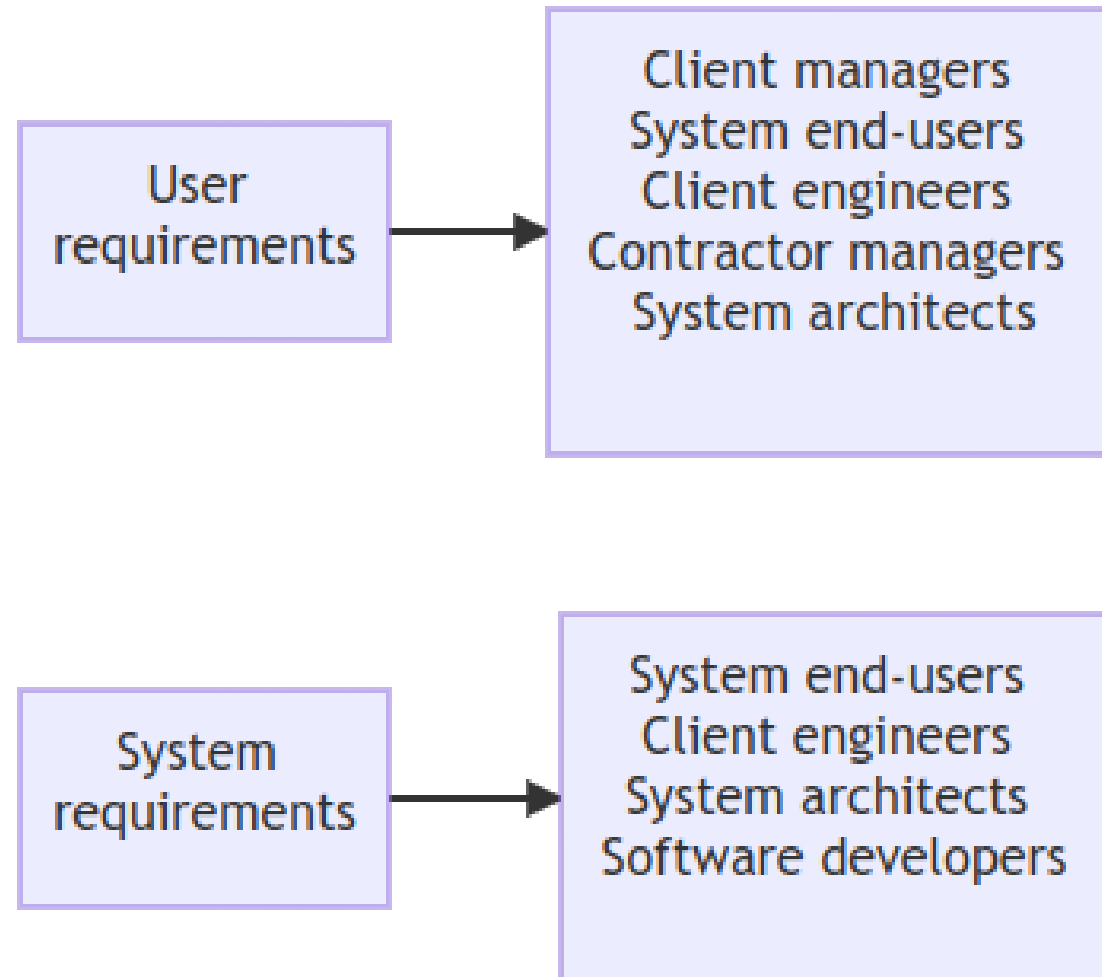 User
requirements
Client managers
System end-users
Client engineers
Contractor managers
System architects
System
requirements
System end-users
Client engineers
System architects
Software developers